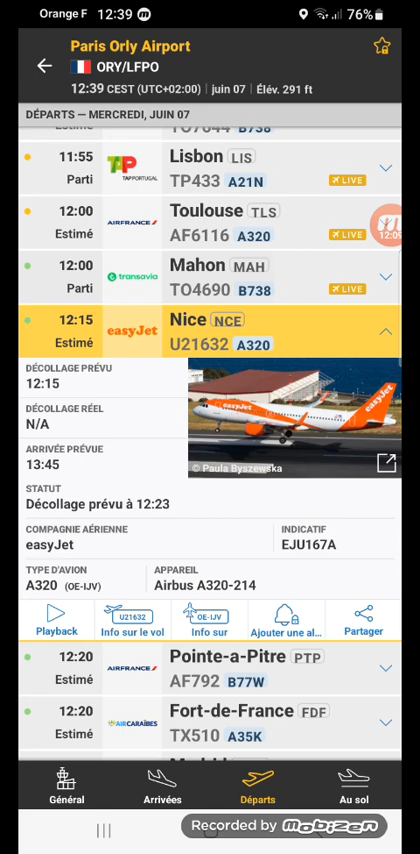 Orange F 12:39 76%
Paris Orly Airport
ORY/LFPO
12:39 CEST (UTC+02:00) | juin 07 | Élév. 291 ft
DÉPARTS — MERCREDI, JUIN 07
Estimé TO7644 B738
11:55 Lisbon LIS
Parti TAP PORTUGAL TP433 A21N LIVE
12:00 Toulouse TLS
Estimé AIRFRANCE AF6116 A320 LIVE
12:09
12:00 Mahon MAH
Parti transavia TO4690 B738 LIVE
12:15 Nice NCE
Estimé easyJet U21632 A320
DÉCOLLAGE PRÉVU
12:15
DÉCOLLAGE RÉEL
N/A
ARRIVÉE PRÉVUE
13:45
easyJet
easyJet
© Paula Byszewska
STATUT
Décollage prévu à 12:23
COMPAGNIE AÉRIENNE INDICATIF
easyJet EJU167A
TYPE D'AVION APPAREIL
A320 (OE-IJV) Airbus A320-214
U21632 OE-IJV
Playback Info sur le vol Info sur Ajouter une al... Partager
12:20 Pointe-a-Pitre PTP
Estimé AIRFRANCE AF792 B77W
12:20 Fort-de-France FDF
Estimé AIRCARAÏBES TX510 A35K
Général Arrivées Départs Au sol
Recorded by mobizen